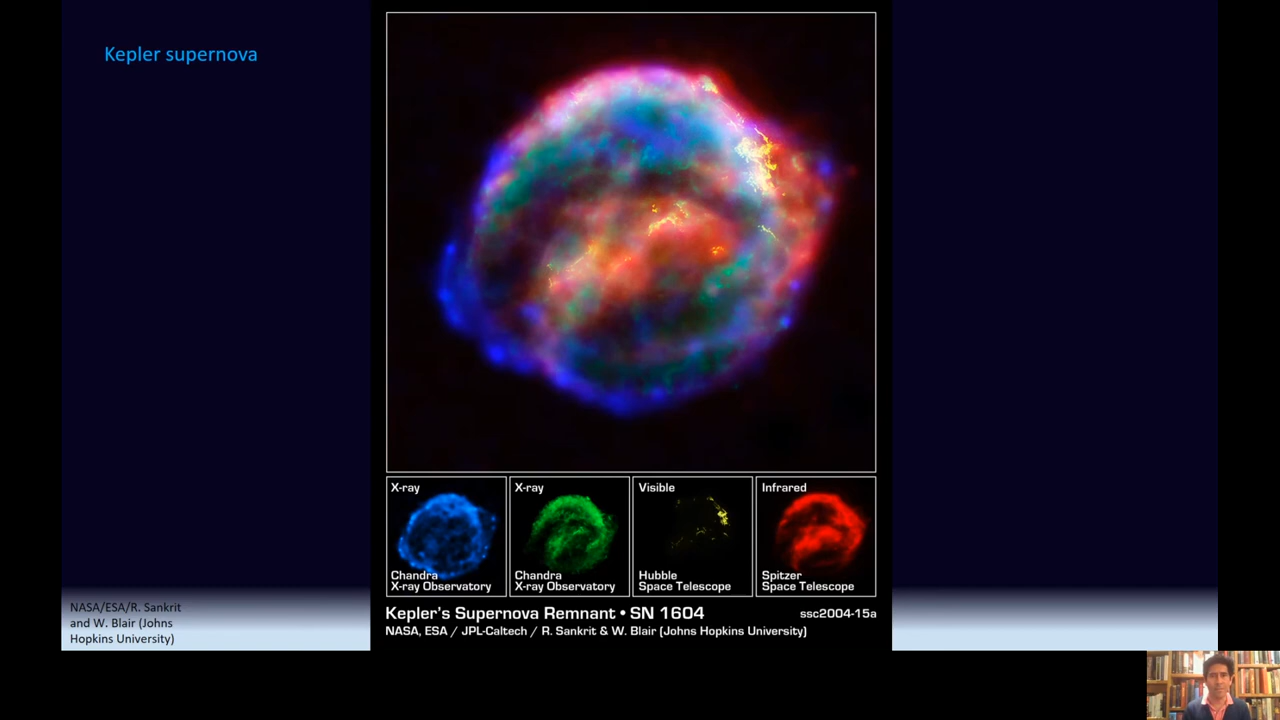 Kepler supernova
X-ray
Chandra
X-ray Observatory
X-ray
Chandra
X-ray Observatory
Visible
Hubble
Space Telescope
Infrared
Spitzer
Space Telescope
Kepler's Supernova Remnant • SN 1604
ssc2004-15a
NASA, ESA / JPL-Caltech / R. Sankrit & W. Blair (Johns Hopkins University)
NASA/ESA/R. Sankrit
and W. Blair (Johns
Hopkins University)